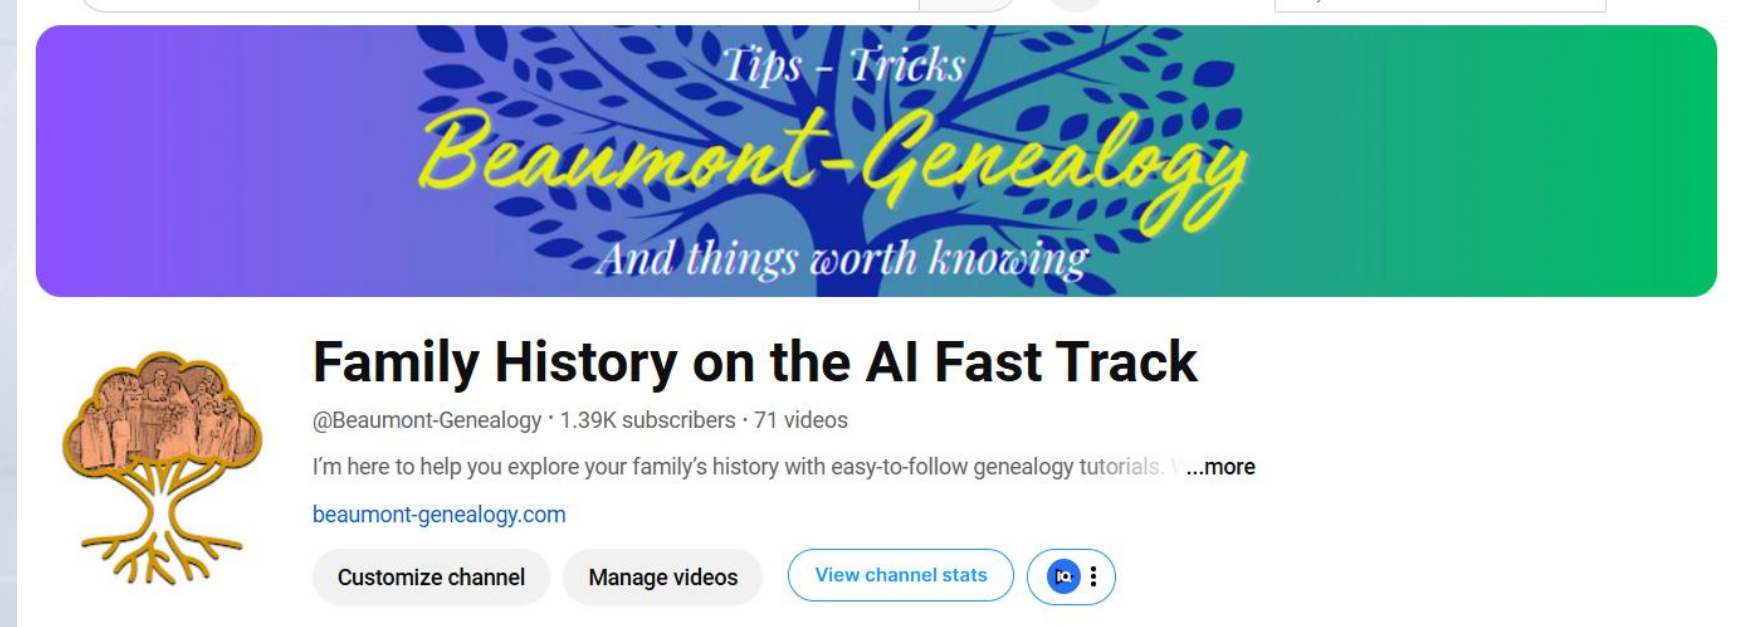 Tips - Tricks
Beaumont-Genealogy
And things worth knowing
Family History on the AI Fast Track
@Beaumont-Genealogy · 1.39K subscribers · 71 videos
I'm here to help you explore your family's history with easy-to-follow genealogy tutorials. ...more
beaumont-genealogy.com
Customize channel Manage videos View channel stats